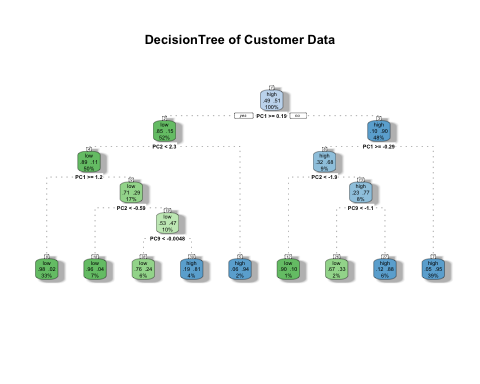 DecisionTree of Customer Data
high
.49 .51
100%
yes PC1 >= 0.19 no
low
.85 .15
52%
PC2 < 2.3
high
.10 .90
48%
PC1 >= -0.29
low
.89 .11
50%
PC1 >= 1.2
high
.32 .68
9%
PC2 < -1.9
low
.71 .29
17%
PC2 < -0.59
high
.23 .77
8%
PC9 < -1.1
low
.53 .47
10%
PC9 < -0.0048
low
.98 .02
33%
low
.96 .04
7%
low
.76 .24
6%
high
.19 .81
4%
high
.06 .94
2%
low
.90 .10
1%
low
.67 .33
2%
high
.12 .88
6%
high
.05 .95
39%